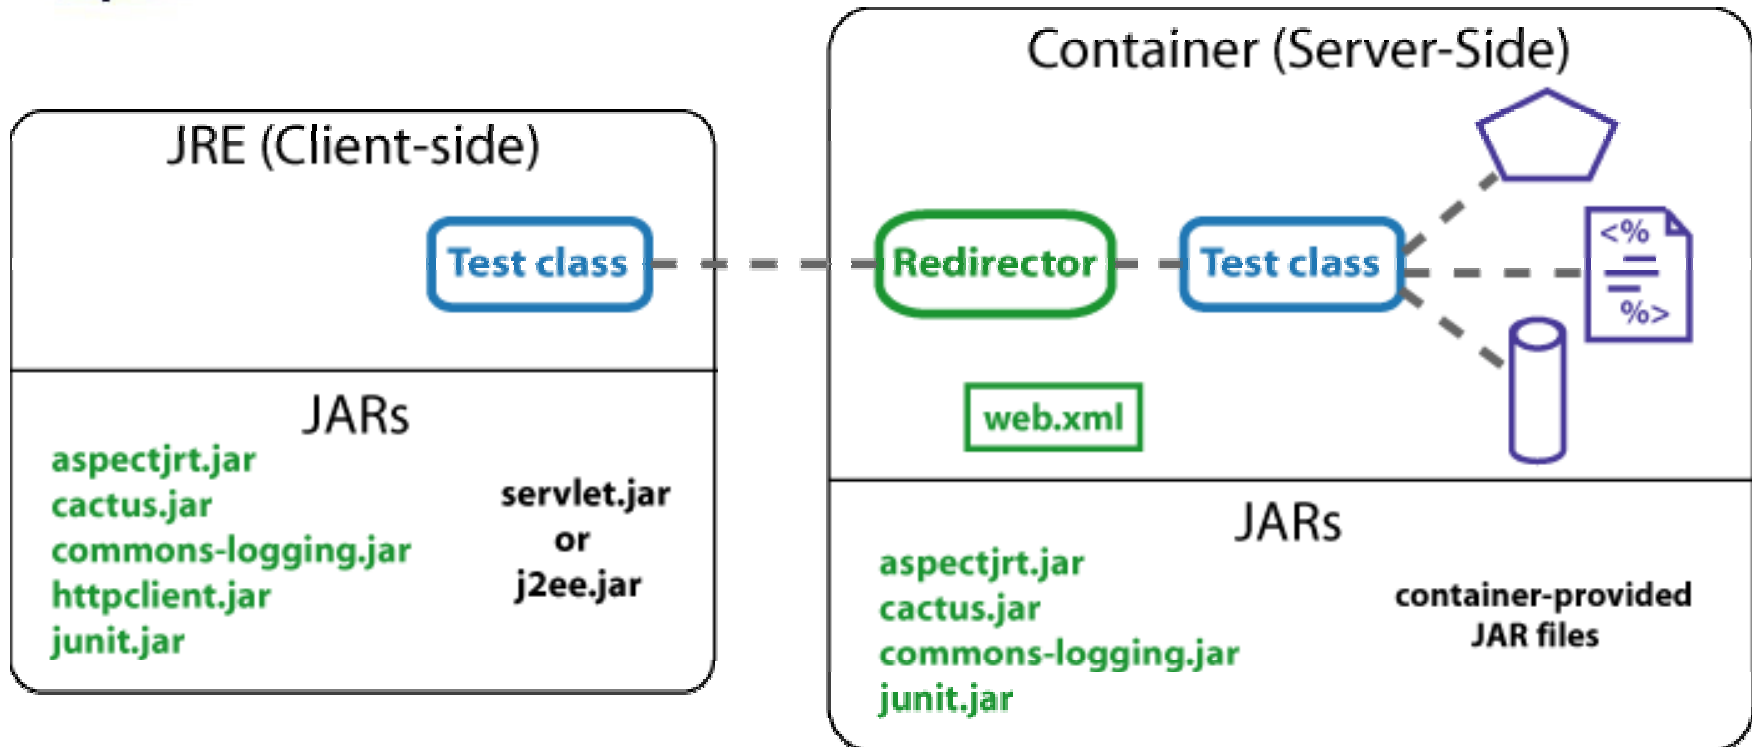 JRE (Client-side)
Test class
JARs
aspectjrt.jar
cactus.jar
commons-logging.jar
httpclient.jar
junit.jar
servlet.jar
or
j2ee.jar
Container (Server-Side)
Redirector
Test class
<%
%>
web.xml
JARs
aspectjrt.jar
cactus.jar
commons-logging.jar
junit.jar
container-provided
JAR files